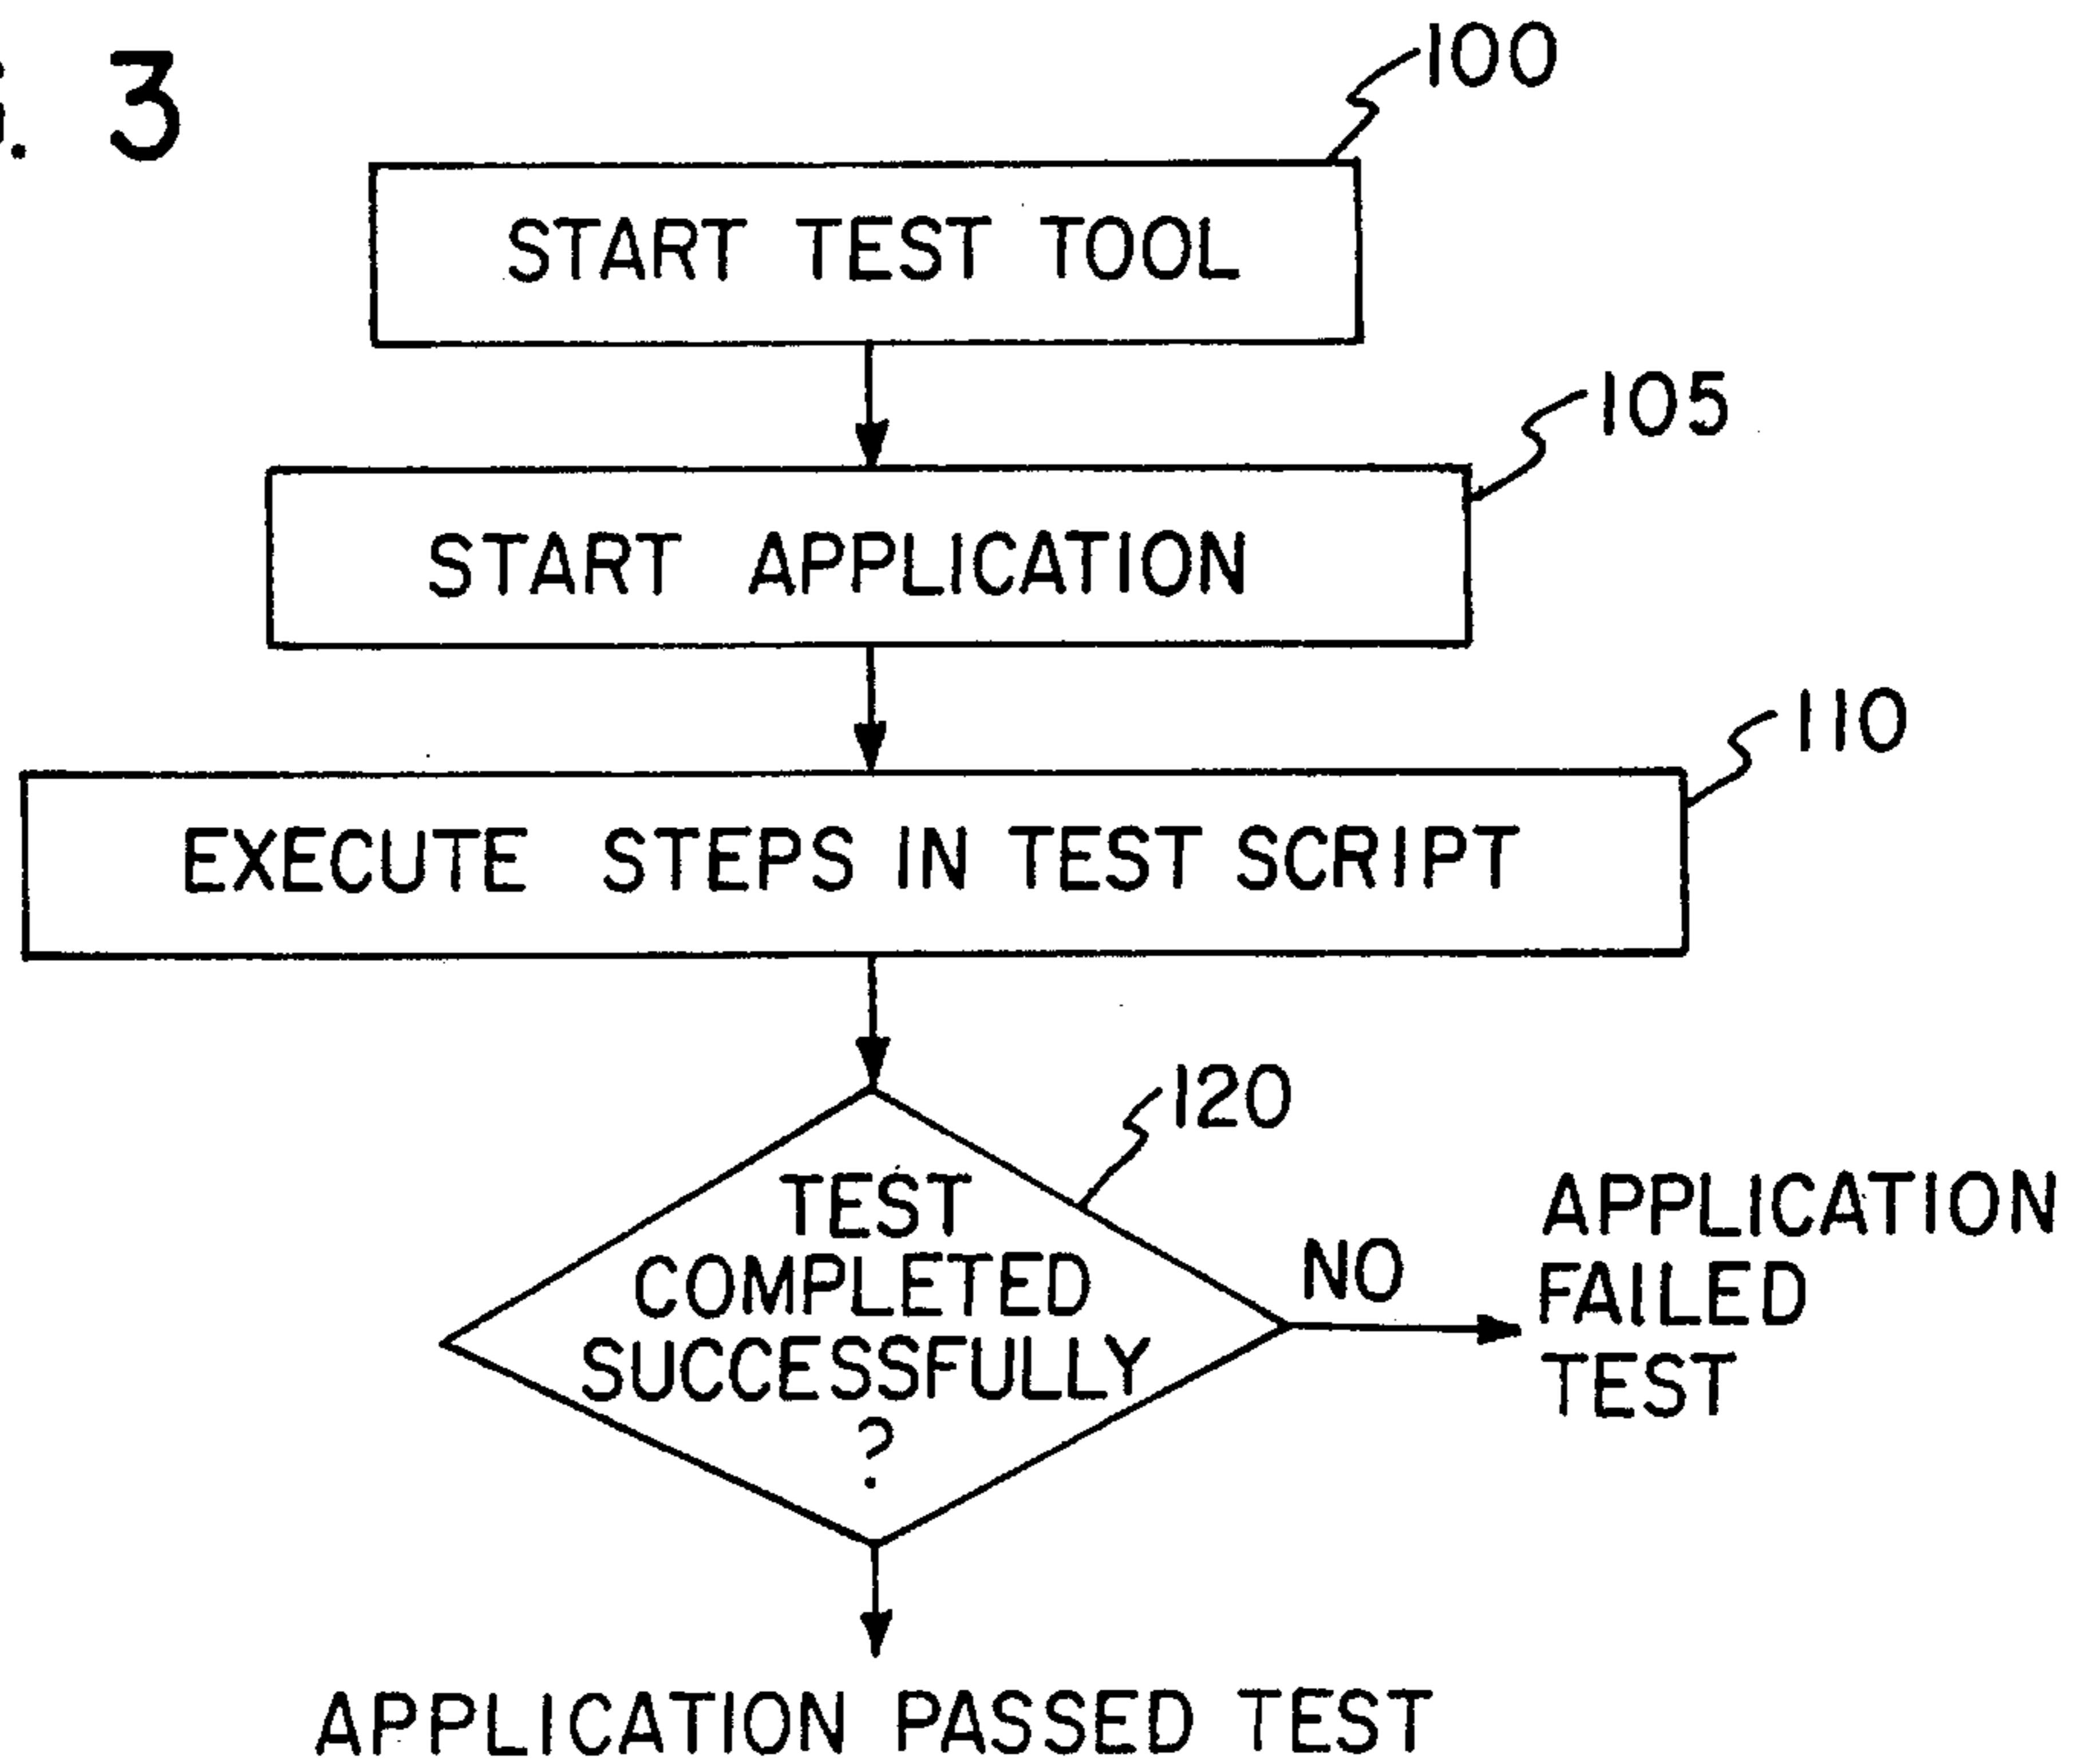 . 3
100
START TEST TOOL
105
START APPLICATION
110
EXECUTE STEPS IN TEST SCRIPT
120
TEST
COMPLETED
SUCCESSFULLY
?
NO
APPLICATION
FAILED
TEST
APPLICATION PASSED TEST